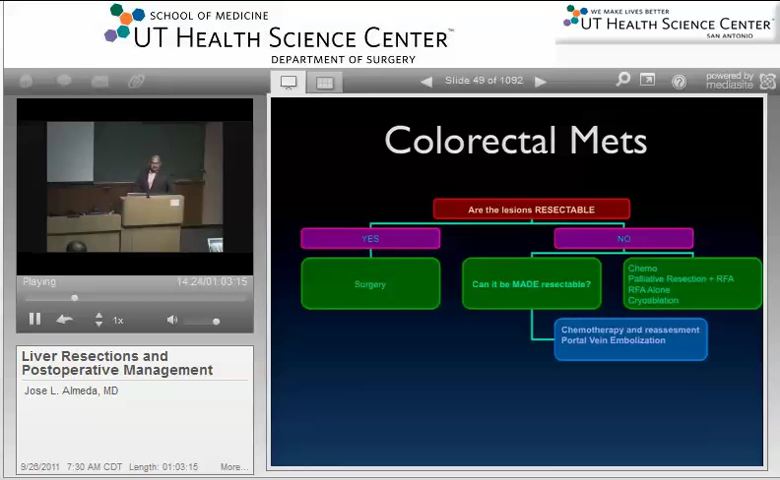 SCHOOL OF MEDICINE
UT HEALTH SCIENCE CENTER™
DEPARTMENT OF SURGERY
WE MAKE LIVES BETTER
UT HEALTH SCIENCE CENTER
SAN ANTONIO
Slide 49 of 1092
powered by
mediasite
Colorectal Mets
Are the lesions RESECTABLE
YES
NO
Surgery
Can it be MADE resectable?
Chemo
Palliative Resection + RFA
RFA Alone
Cryoablation
Chemotherapy and reassesment
Portal Vein Embolization
Playing
14:24/01:03:15
1x
Liver Resections and
Postoperative Management
Jose L. Almeda, MD
9/26/2011 7:30 AM CDT Length: 01:03:15 More...